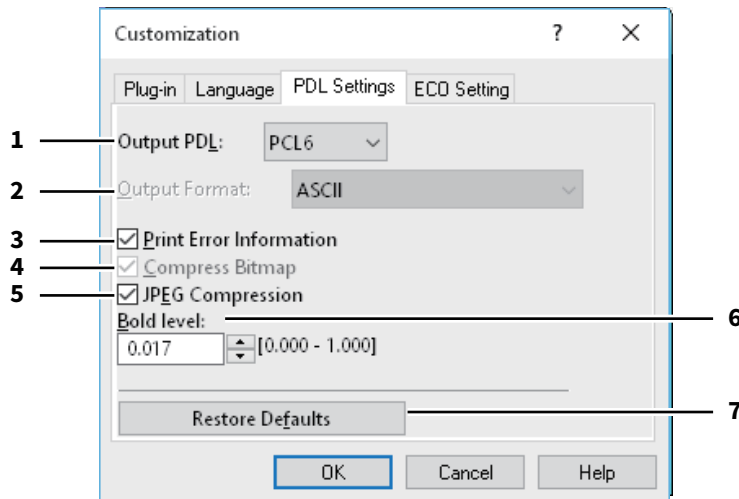 Customization ? ✕
Plug-in Language PDL Settings ECO Setting
1 Output PDL: PCL6
2 Output Format: ASCII
3 Print Error Information
4 Compress Bitmap
5 JPEG Compression
Bold level: 6
0.017 [0.000 - 1.000]
Restore Defaults 7
OK Cancel Help